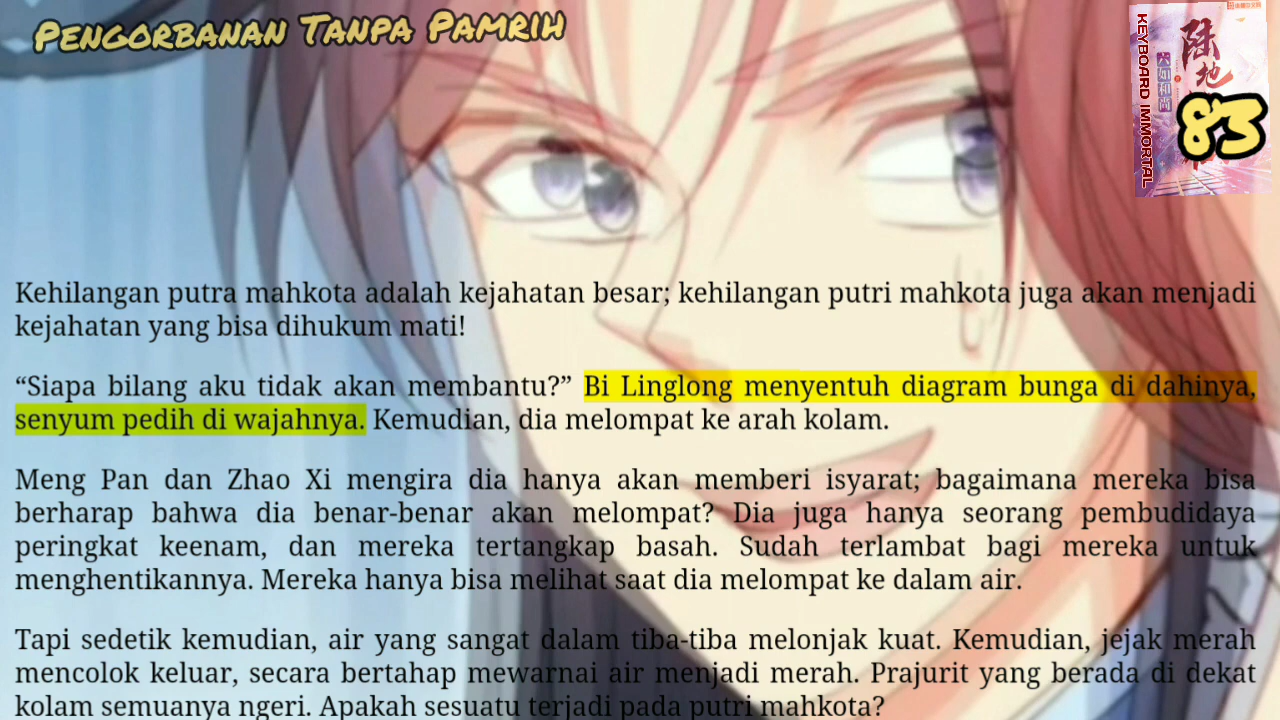 Pengorbanan Tanpa Pamrih
KEYBOARD IMMORTAL
陆地
六如和尚
83
Kehilangan putra mahkota adalah kejahatan besar; kehilangan putri mahkota juga akan menjadi
kejahatan yang bisa dihukum mati!
“Siapa bilang aku tidak akan membantu?” Bi Linglong menyentuh diagram bunga di dahinya,
senyum pedih di wajahnya. Kemudian, dia melompat ke arah kolam.
Meng Pan dan Zhao Xi mengira dia hanya akan memberi isyarat; bagaimana mereka bisa
berharap bahwa dia benar-benar akan melompat? Dia juga hanya seorang pembudidaya
peringkat keenam, dan mereka tertangkap basah. Sudah terlambat bagi mereka untuk
menghentikannya. Mereka hanya bisa melihat saat dia melompat ke dalam air.
Tapi sedetik kemudian, air yang sangat dalam tiba-tiba melonjak kuat. Kemudian, jejak merah
mencolok keluar, secara bertahap mewarnai air menjadi merah. Prajurit yang berada di dekat
kolam semuanya ngeri. Apakah sesuatu terjadi pada putri mahkota?